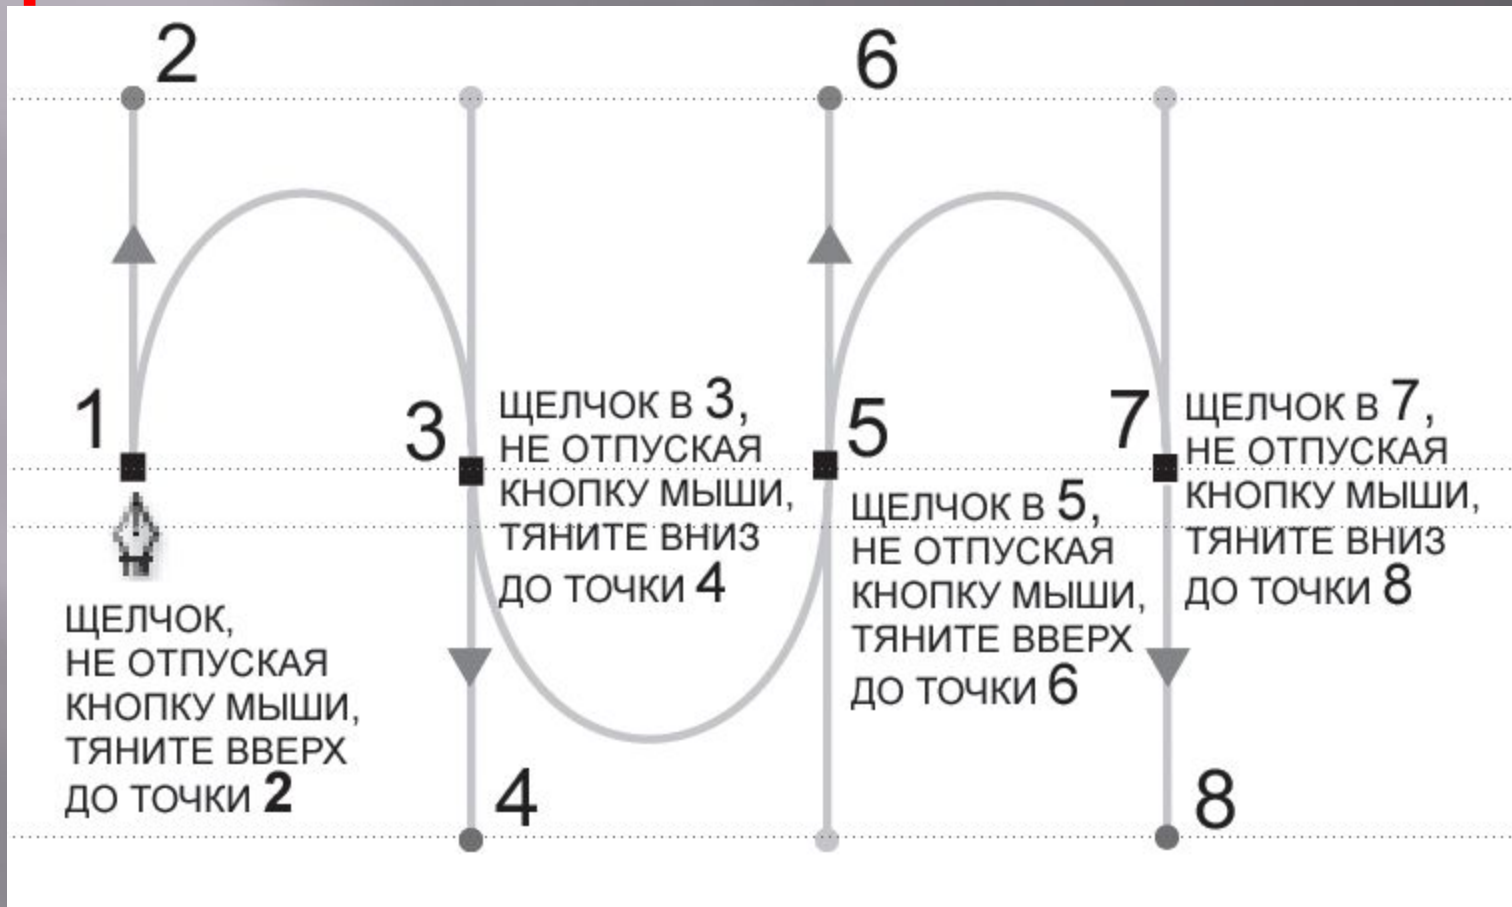 2
6
1
ЩЕЛЧОК,
НЕ ОТПУСКАЯ
КНОПКУ МЫШИ,
ТЯНИТЕ ВВЕРХ
ДО ТОЧКИ 2
3
ЩЕЛЧОК В 3,
НЕ ОТПУСКАЯ
КНОПКУ МЫШИ,
ТЯНИТЕ ВНИЗ
ДО ТОЧКИ 4
4
5
ЩЕЛЧОК В 5,
НЕ ОТПУСКАЯ
КНОПКУ МЫШИ,
ТЯНИТЕ ВВЕРХ
ДО ТОЧКИ 6
7
ЩЕЛЧОК В 7,
НЕ ОТПУСКАЯ
КНОПКУ МЫШИ,
ТЯНИТЕ ВНИЗ
ДО ТОЧКИ 8
8